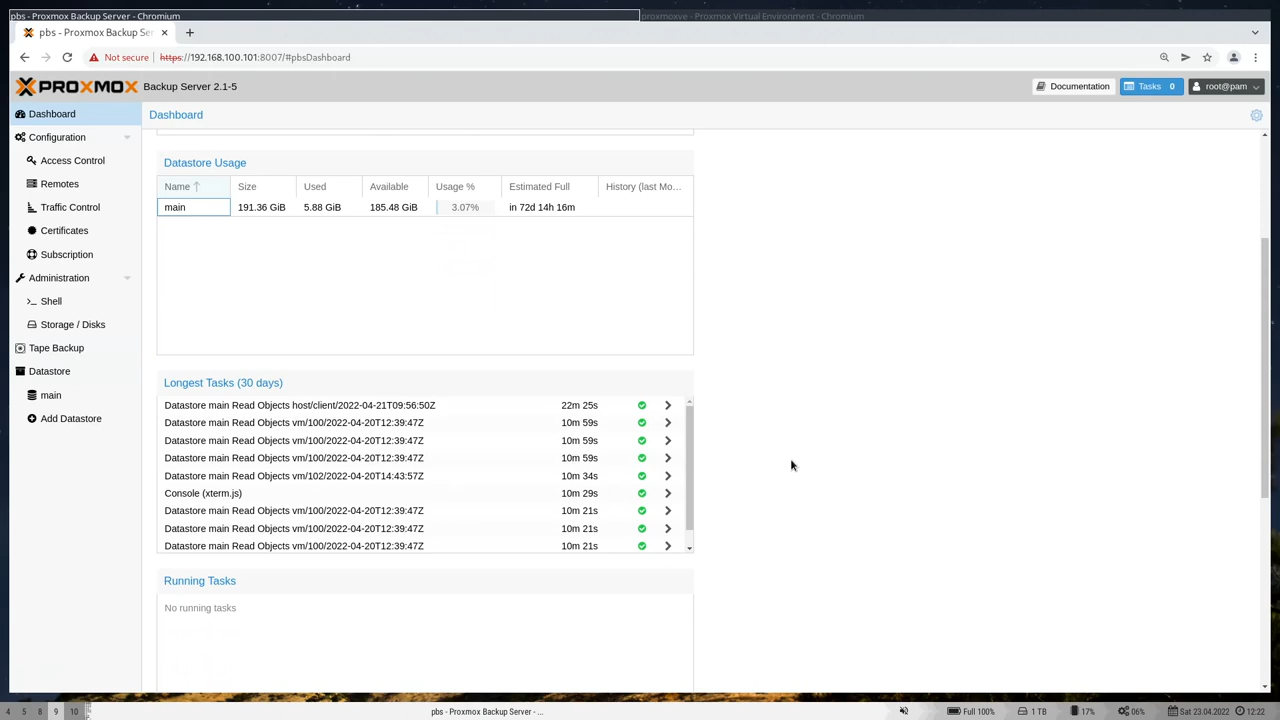 pbs - Proxmox Backup Server - Chromium
proxmoxve - Proxmox Virtual Environment - Chromium
pbs - Proxmox Backup Ser
Not secure https://192.168.100.101:8007/#pbsDashboard
PROXMOX Backup Server 2.1-5
Documentation
Tasks 0
root@pam
Dashboard
Configuration
Access Control
Remotes
Traffic Control
Certificates
Subscription
Administration
Shell
Storage / Disks
Tape Backup
Datastore
main
Add Datastore
Dashboard
Datastore Usage
Name Size Used Available Usage % Estimated Full History (last Mo...
main 191.36 GiB 5.88 GiB 185.48 GiB 3.07% in 72d 14h 16m
Longest Tasks (30 days)
Datastore main Read Objects host/client/2022-04-21T09:56:50Z 22m 25s
Datastore main Read Objects vm/100/2022-04-20T12:39:47Z 10m 59s
Datastore main Read Objects vm/100/2022-04-20T12:39:47Z 10m 59s
Datastore main Read Objects vm/100/2022-04-20T12:39:47Z 10m 59s
Datastore main Read Objects vm/102/2022-04-20T14:43:57Z 10m 34s
Console (xterm.js) 10m 29s
Datastore main Read Objects vm/100/2022-04-20T12:39:47Z 10m 21s
Datastore main Read Objects vm/100/2022-04-20T12:39:47Z 10m 21s
Datastore main Read Objects vm/100/2022-04-20T12:39:47Z 10m 21s
Running Tasks
No running tasks
4 5 8 9 10
pbs - Proxmox Backup Server - ...
Full 100% 1 TB 17% 06% Sat 23.04.2022 12:22